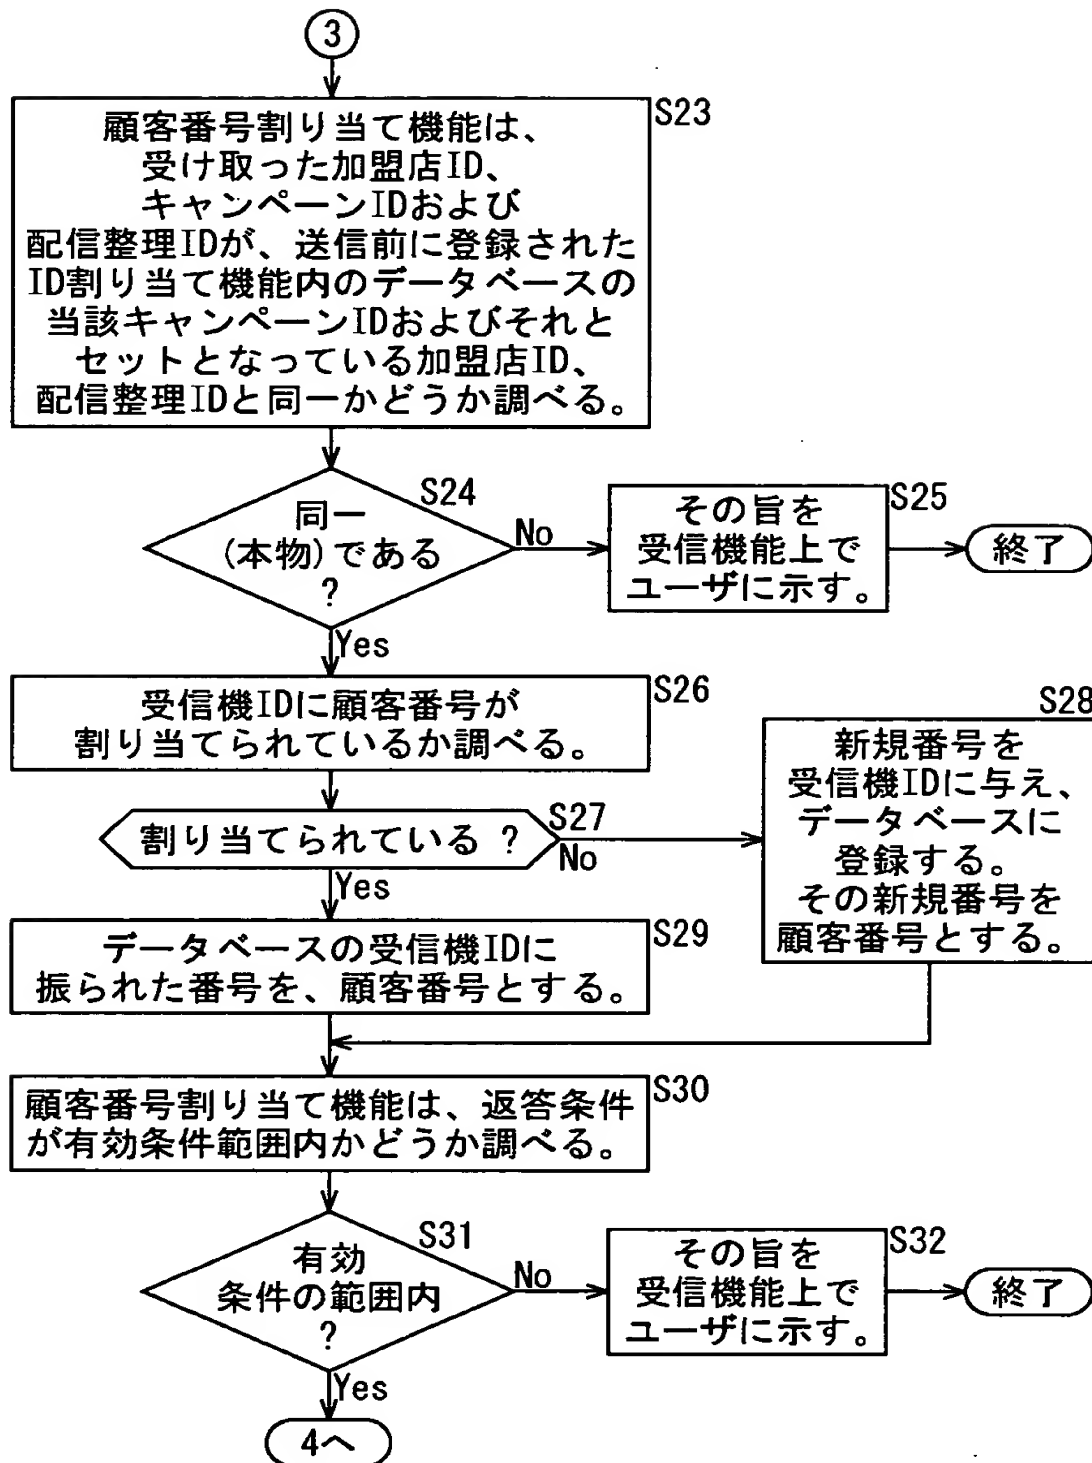 3
S23
顧客番号割り当て機能は、
受け取った加盟店ID、
キャンペーンIDおよび
配信整理IDが、送信前に登録された
ID割り当て機能内のデータベースの
当該キャンペーンIDおよびそれと
セットとなっている加盟店ID、
配信整理IDと同一かどうか調べる。
S24
同一
(本物)である
?
No
S25
その旨を
受信機能上で
ユーザに示す。
終了
Yes
S26
受信機IDに顧客番号が
割り当てられているか調べる。
S27
割り当てられている ?
No
S28
新規番号を
受信機IDに与え、
データベースに
登録する。
その新規番号を
顧客番号とする。
Yes
S29
データベースの受信機IDに
振られた番号を、顧客番号とする。
S30
顧客番号割り当て機能は、返答条件
が有効条件範囲内かどうか調べる。
S31
有効
条件の範囲内
?
No
S32
その旨を
受信機能上で
ユーザに示す。
終了
Yes
4へ